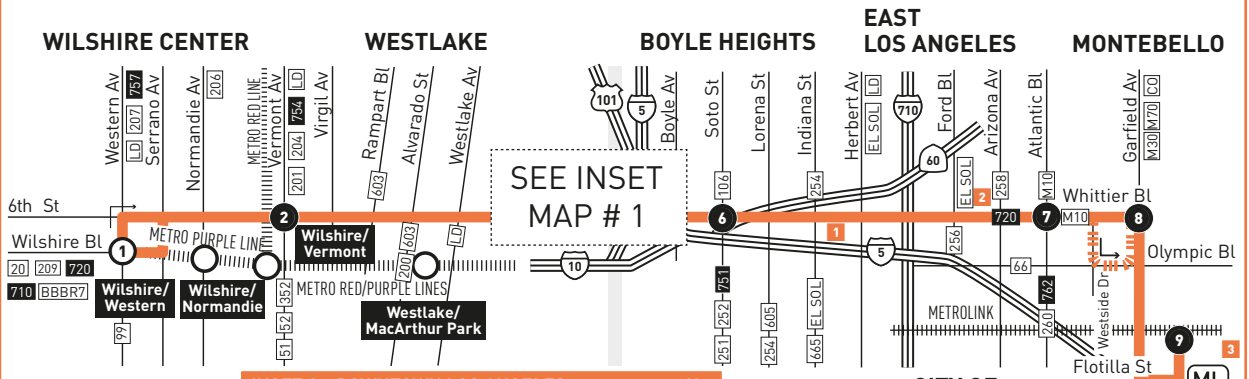 WILSHIRE CENTER
WESTLAKE
BOYLE HEIGHTS
EAST
LOS ANGELES
MONTEBELLO
Western Av
LD 207 757
Serrano Av
Normandie Av
206
METRO RED LINE
Vermont Av
201 204 754 LD
Virgil Av
Rampart Bl
603
Alvarado St
200 603
Westlake Av
LD
101
5
Boyle Av
Soto St
106
Lorena St
Indiana St
254
Herbert Av
EL SOL LD
710
Ford Bl
60
EL SOL
Arizona Av
258
Atlantic Bl
M10
Garfield Av
M30 M70 CO
SEE INSET
MAP # 1
6th St
2
6
1
2
720
7
Whittier Bl
M10
8
Wilshire Bl
1
METRO PURPLE LINE
Wilshire/
Vermont
10
5
256
66
Olympic Bl
20 209 720
710 BBBR7
Wilshire/
Western
Wilshire/
Normandie
METRO RED/PURPLE LINES
Westlake/
MacArthur Park
99
51 52 352
751
251 252
254 605
665 EL SOL
METROLINK
762
260
Westside Dr
9
3
Flotilla St